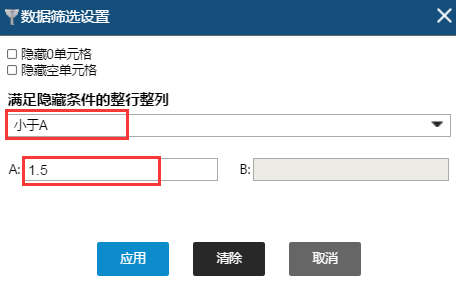 数据筛选设置
隐藏0单元格
隐藏空单元格
满足隐藏条件的整行整列
小于A
A: 1.5 B:
应用 清除 取消